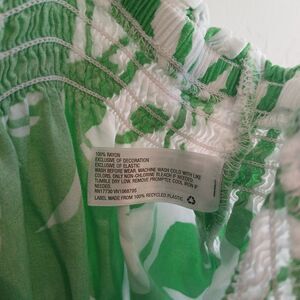 100% RAYON
EXCLUSIVE OF DECORATION
EXCLUSIVE OF ELASTIC
WASH BEFORE WEAR, MACHINE WASH COLD WITH LIKE
COLORS, ONLY NON-CHLORINE BLEACH IF NEEDED,
TUMBLE DRY LOW, REMOVE PROMPTLY, COOL IRON IF
NEEDED.
RN17730 VN1068795
LABEL MADE FROM 100% RECYCLED PLASTIC.